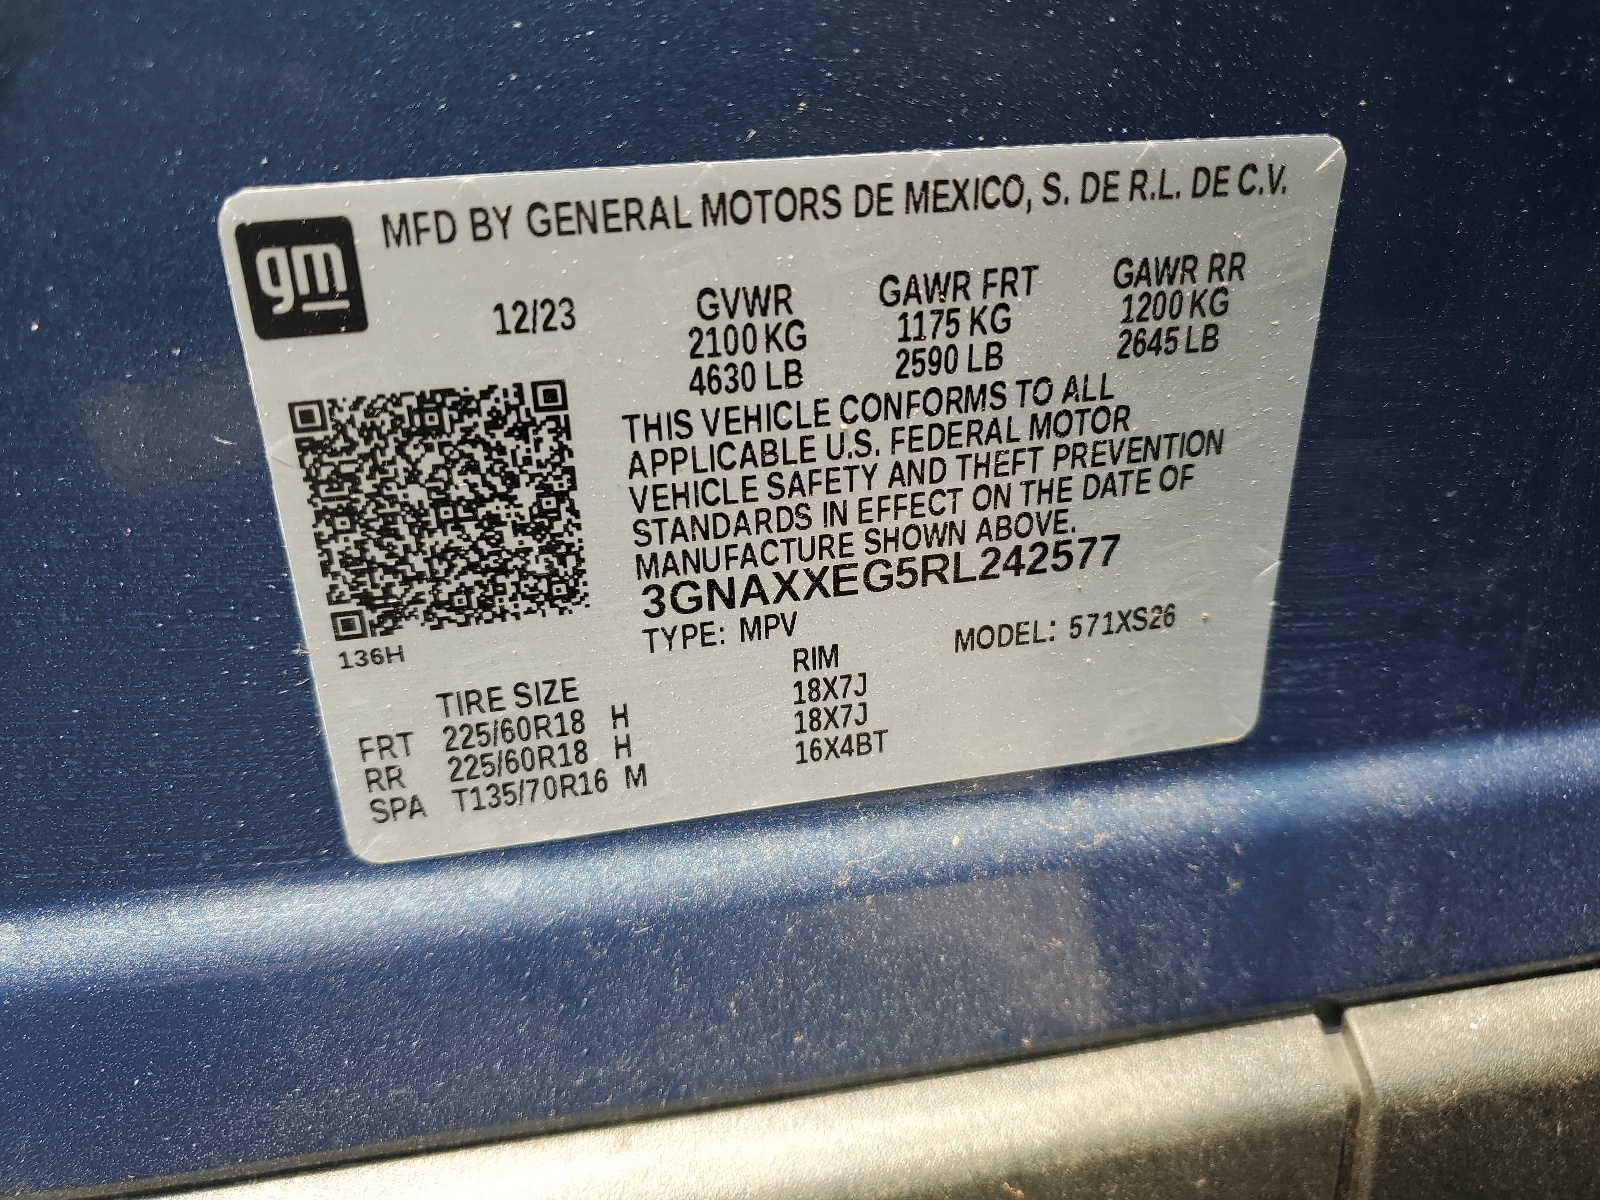 gm
MFD BY GENERAL MOTORS DE MEXICO, S. DE R.L. DE C.V.
12/23
GVWR GAWR FRT GAWR RR
2100 KG 1175 KG 1200 KG
4630 LB 2590 LB 2645 LB
THIS VEHICLE CONFORMS TO ALL
APPLICABLE U.S. FEDERAL MOTOR
VEHICLE SAFETY AND THEFT PREVENTION
STANDARDS IN EFFECT ON THE DATE OF
MANUFACTURE SHOWN ABOVE.
3GNAXXEG5RL242577
TYPE: MPV MODEL: 571XS26
136H
TIRE SIZE RIM
FRT 225/60R18 H 18X7J
RR 225/60R18 H 18X7J
SPA T135/70R16 M 16X4BT